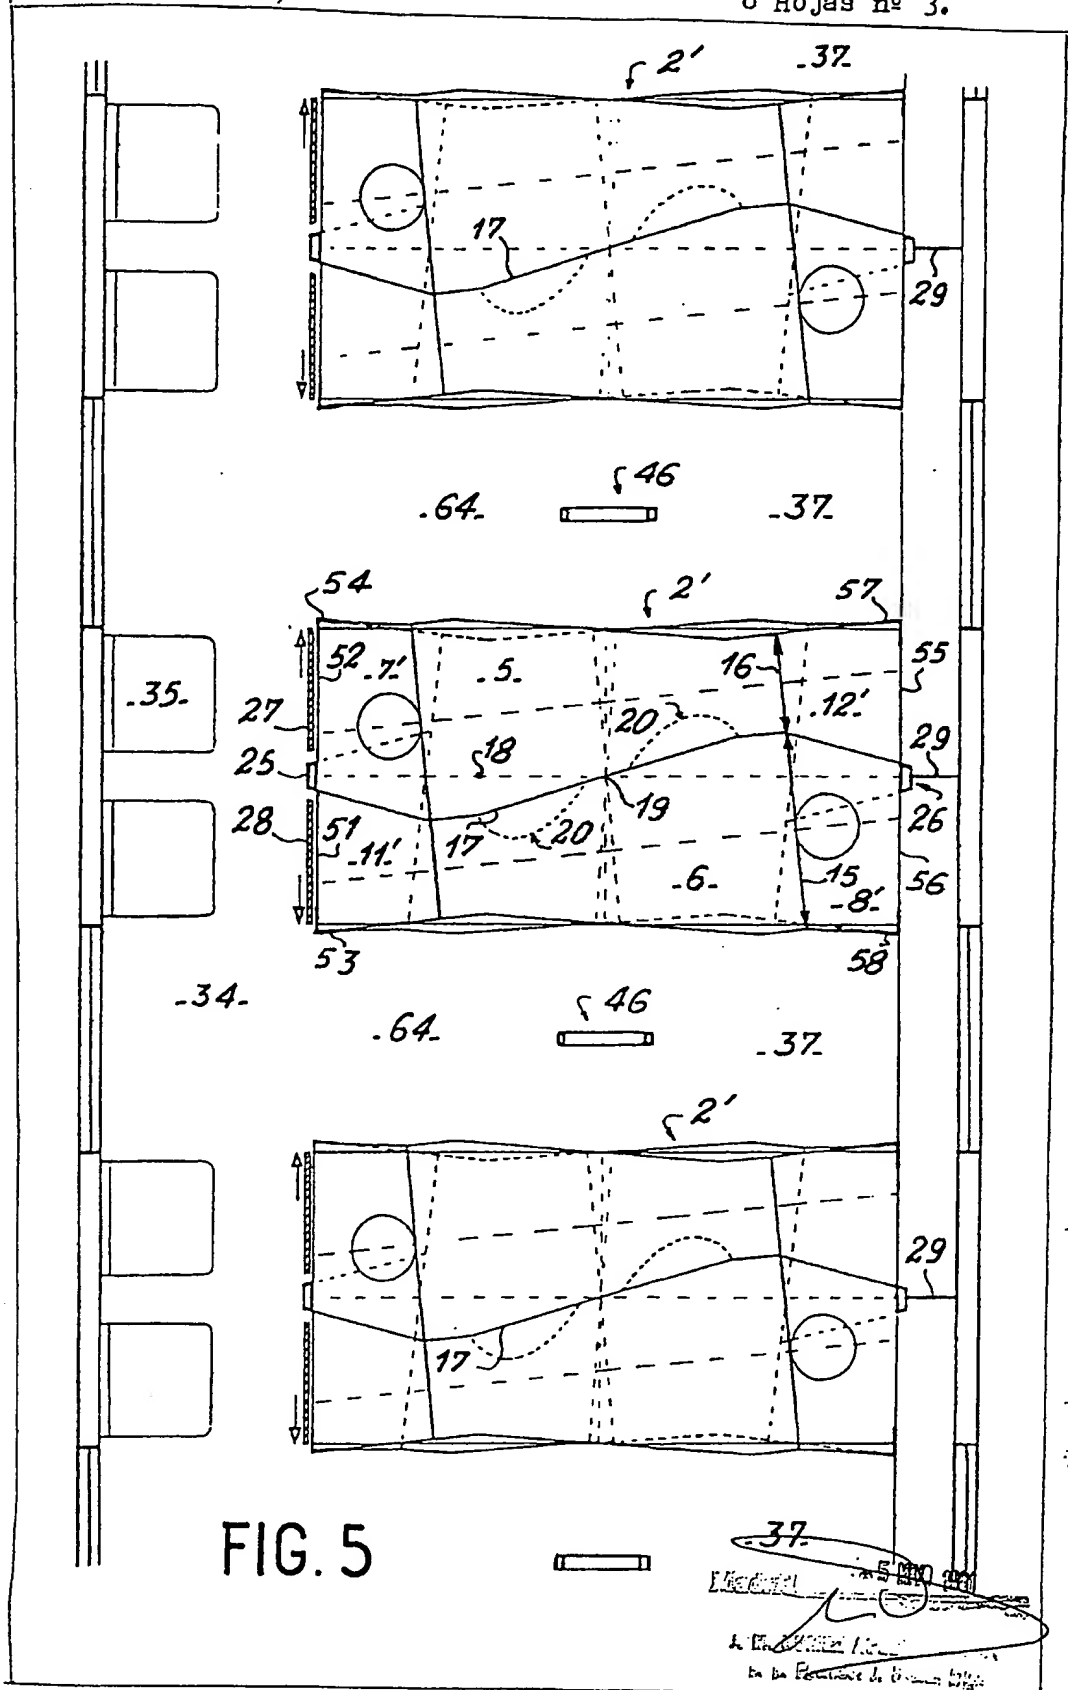 6 Hojas nº 3.
2' -37-
17
29
46
-64- -37-
54 2' 57
52 -7'- -5- 16 55
-35- -12'-
27 20
25 18 29
28 51 17 20 19 26
-11'- -6- 15 56
-8'-
53 58
-34- 46
-64- -37-
2'
29
17
FIG. 5 -37-
Madrid